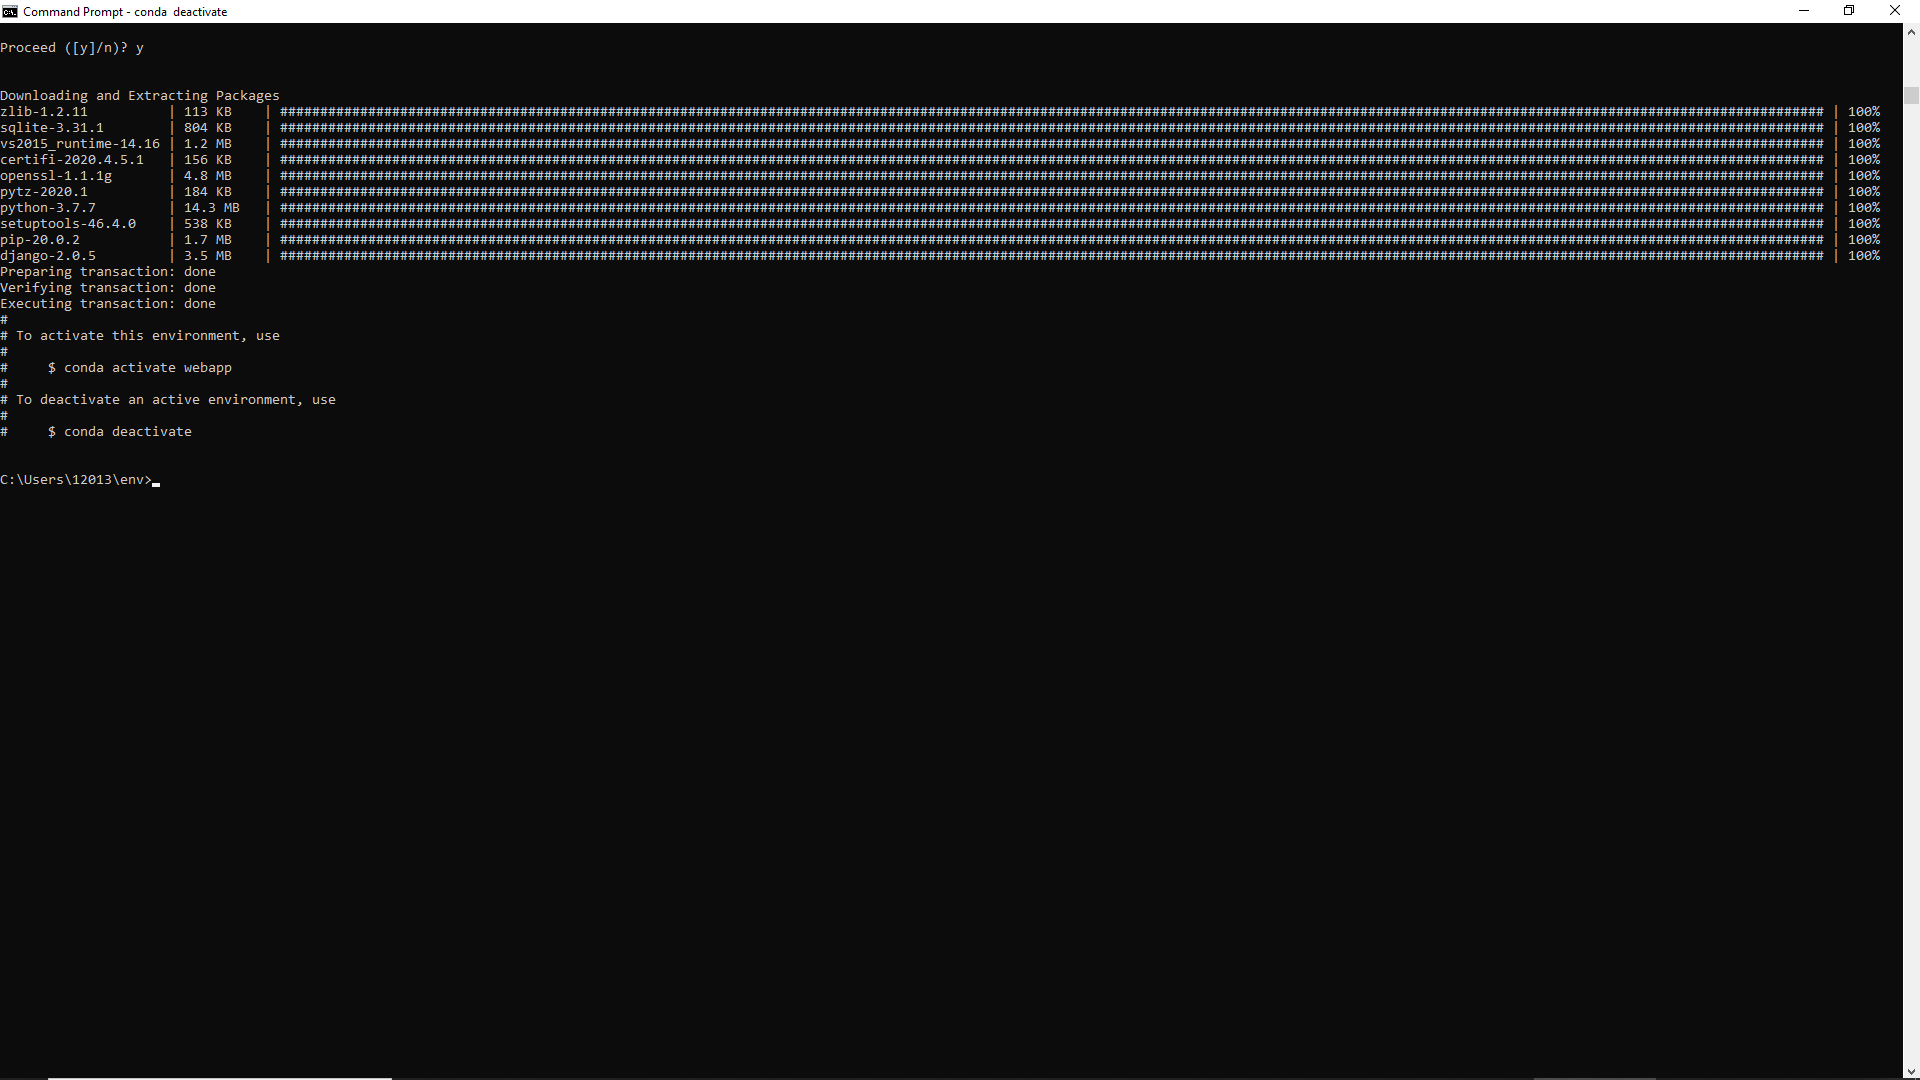 Command Prompt - conda  deactivate
Proceed ([y]/n)? y
Downloading and Extracting Packages
zlib-1.2.11          | 113 KB    | ################################################################################################################################################################################################# | 100%
sqlite-3.31.1        | 804 KB    | ################################################################################################################################################################################################# | 100%
vs2015_runtime-14.16 | 1.2 MB    | ################################################################################################################################################################################################# | 100%
certifi-2020.4.5.1   | 156 KB    | ################################################################################################################################################################################################# | 100%
openssl-1.1.1g       | 4.8 MB    | ################################################################################################################################################################################################# | 100%
pytz-2020.1          | 184 KB    | ################################################################################################################################################################################################# | 100%
python-3.7.7         | 14.3 MB   | ################################################################################################################################################################################################# | 100%
setuptools-46.4.0    | 538 KB    | ################################################################################################################################################################################################# | 100%
pip-20.0.2           | 1.7 MB    | ################################################################################################################################################################################################# | 100%
django-2.0.5         | 3.5 MB    | ################################################################################################################################################################################################# | 100%
Preparing transaction: done
Verifying transaction: done
Executing transaction: done
#
# To activate this environment, use
#
#     $ conda activate webapp
#
# To deactivate an active environment, use
#
#     $ conda deactivate
C:\Users\12013\env>